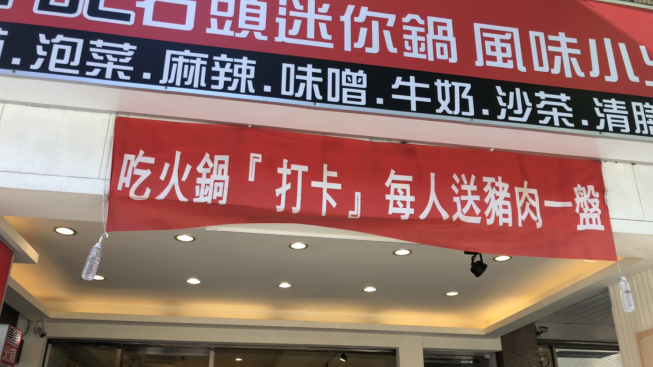 石頭迷你鍋 風味小
.泡菜.麻辣.味噌.牛奶.沙茶.清
吃火鍋『打卡』每人送豬肉一盤